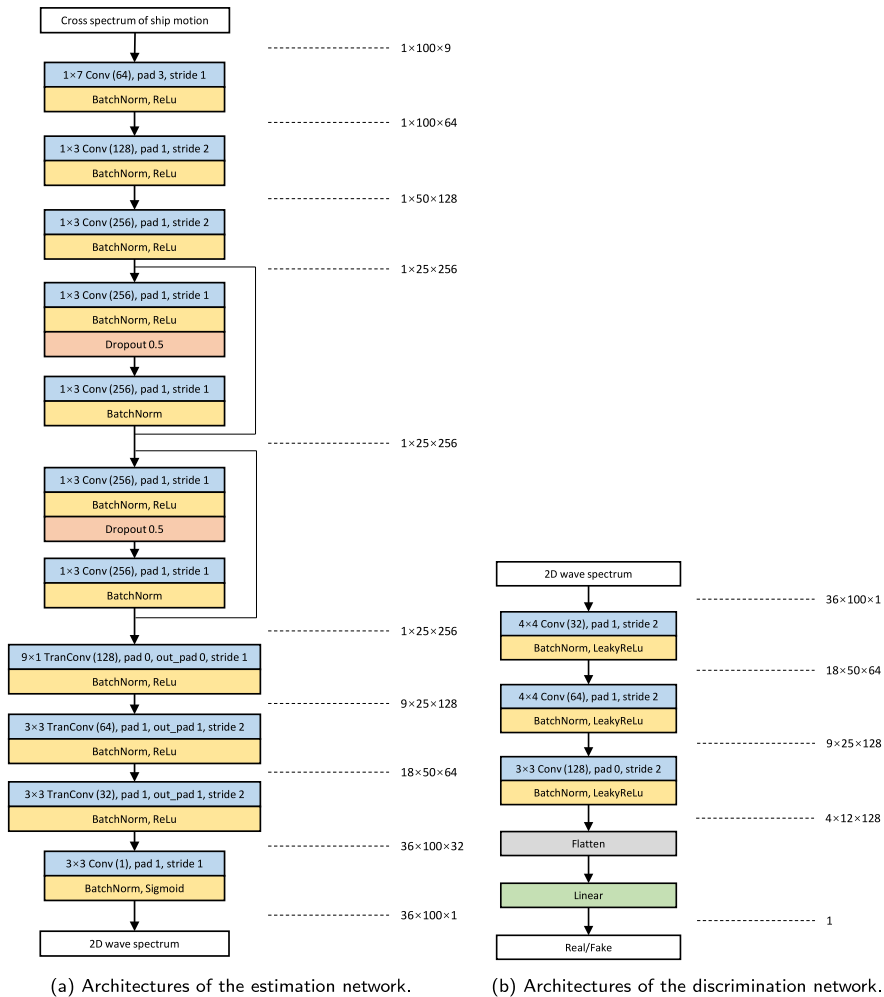 Cross spectrum of ship motion
1×100×9
1×7 Conv (64), pad 3, stride 1
BatchNorm, ReLu
1×100×64
1×3 Conv (128), pad 1, stride 2
BatchNorm, ReLu
1×50×128
1×3 Conv (256), pad 1, stride 2
BatchNorm, ReLu
1×25×256
1×3 Conv (256), pad 1, stride 1
BatchNorm, ReLu
Dropout 0.5
1×3 Conv (256), pad 1, stride 1
BatchNorm
1×25×256
1×3 Conv (256), pad 1, stride 1
BatchNorm, ReLu
Dropout 0.5
1×3 Conv (256), pad 1, stride 1
BatchNorm
1×25×256
9×1 TranConv (128), pad 0, out_pad 0, stride 1
BatchNorm, ReLu
9×25×128
3×3 TranConv (64), pad 1, out_pad 1, stride 2
BatchNorm, ReLu
18×50×64
3×3 TranConv (32), pad 1, out_pad 1, stride 2
BatchNorm, ReLu
36×100×32
3×3 Conv (1), pad 1, stride 1
BatchNorm, Sigmoid
36×100×1
2D wave spectrum
(a) Architectures of the estimation network.
2D wave spectrum
36×100×1
4×4 Conv (32), pad 1, stride 2
BatchNorm, LeakyReLu
18×50×64
4×4 Conv (64), pad 1, stride 2
BatchNorm, LeakyReLu
9×25×128
3×3 Conv (128), pad 0, stride 2
BatchNorm, LeakyReLu
4×12×128
Flatten
Linear
1
Real/Fake
(b) Architectures of the discrimination network.